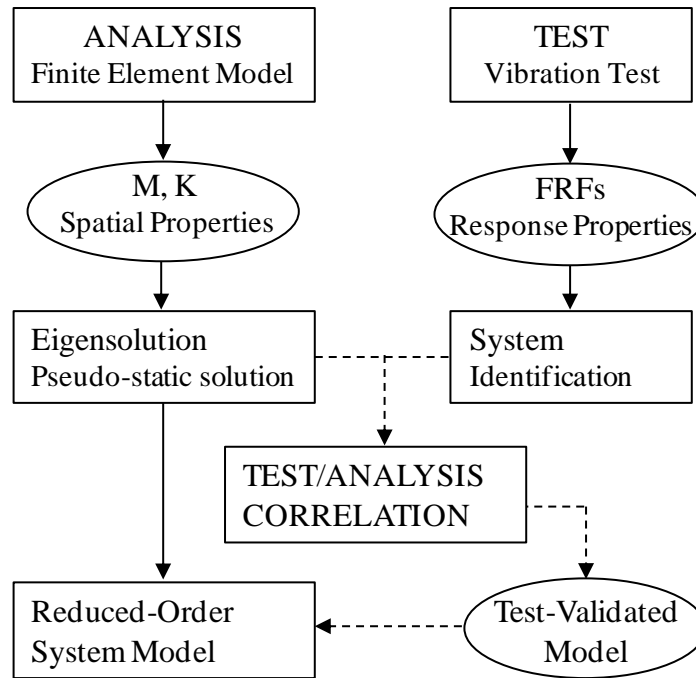 ANALYSIS
Finite Element Model
TEST
Vibration Test
M, K
Spatial Properties
FRFs
Response Properties
Eigensolution
Pseudo-static solution
System
Identification
TEST/ANALYSIS
CORRELATION
Reduced-Order
System Model
Test-Validated
Model